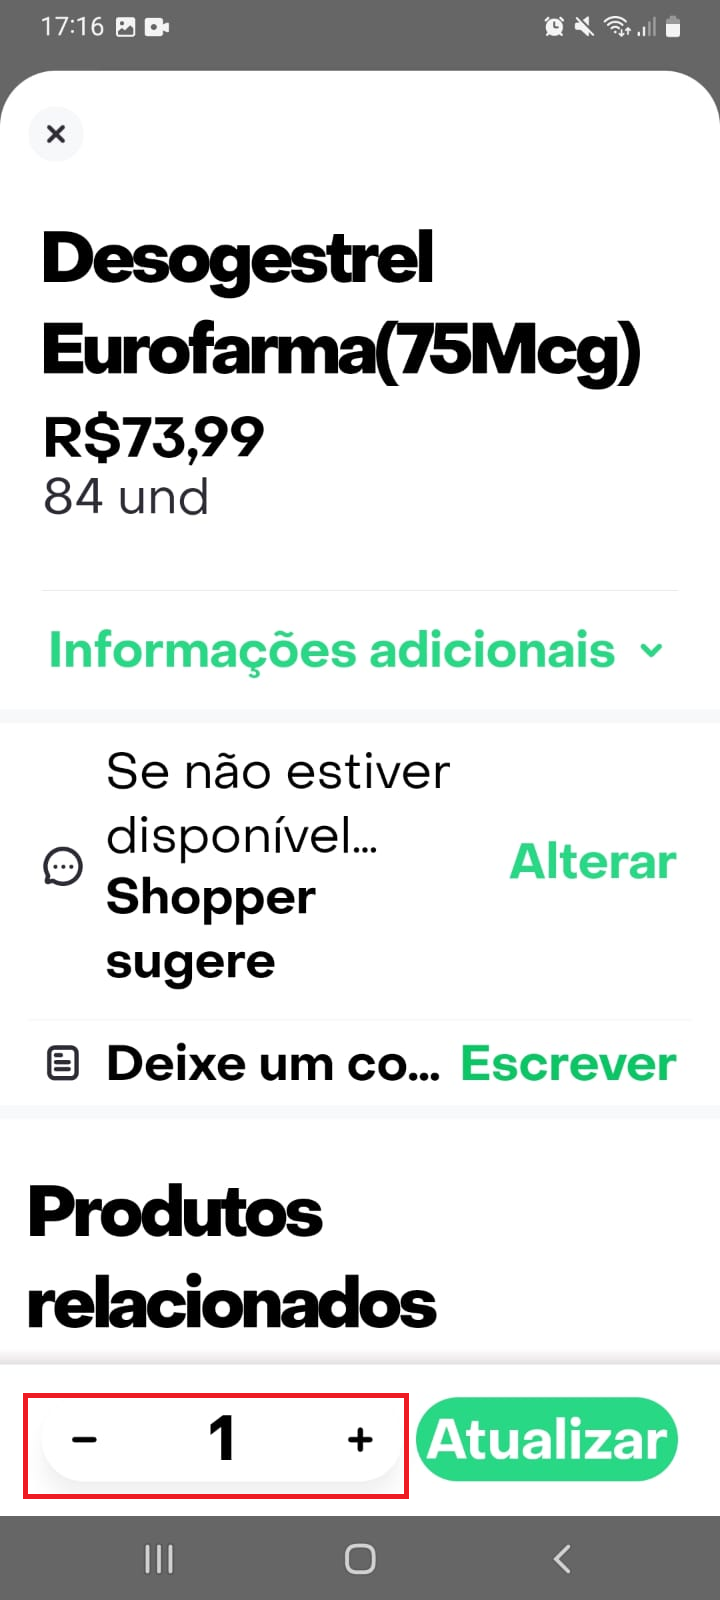 17:16
Desogestrel
Eurofarma(75Mcg)
R$73,99
84 und
Informações adicionais
Se não estiver
disponível...
Shopper
sugere
Alterar
Deixe um co... Escrever
Produtos
relacionados
− 1 + Atualizar